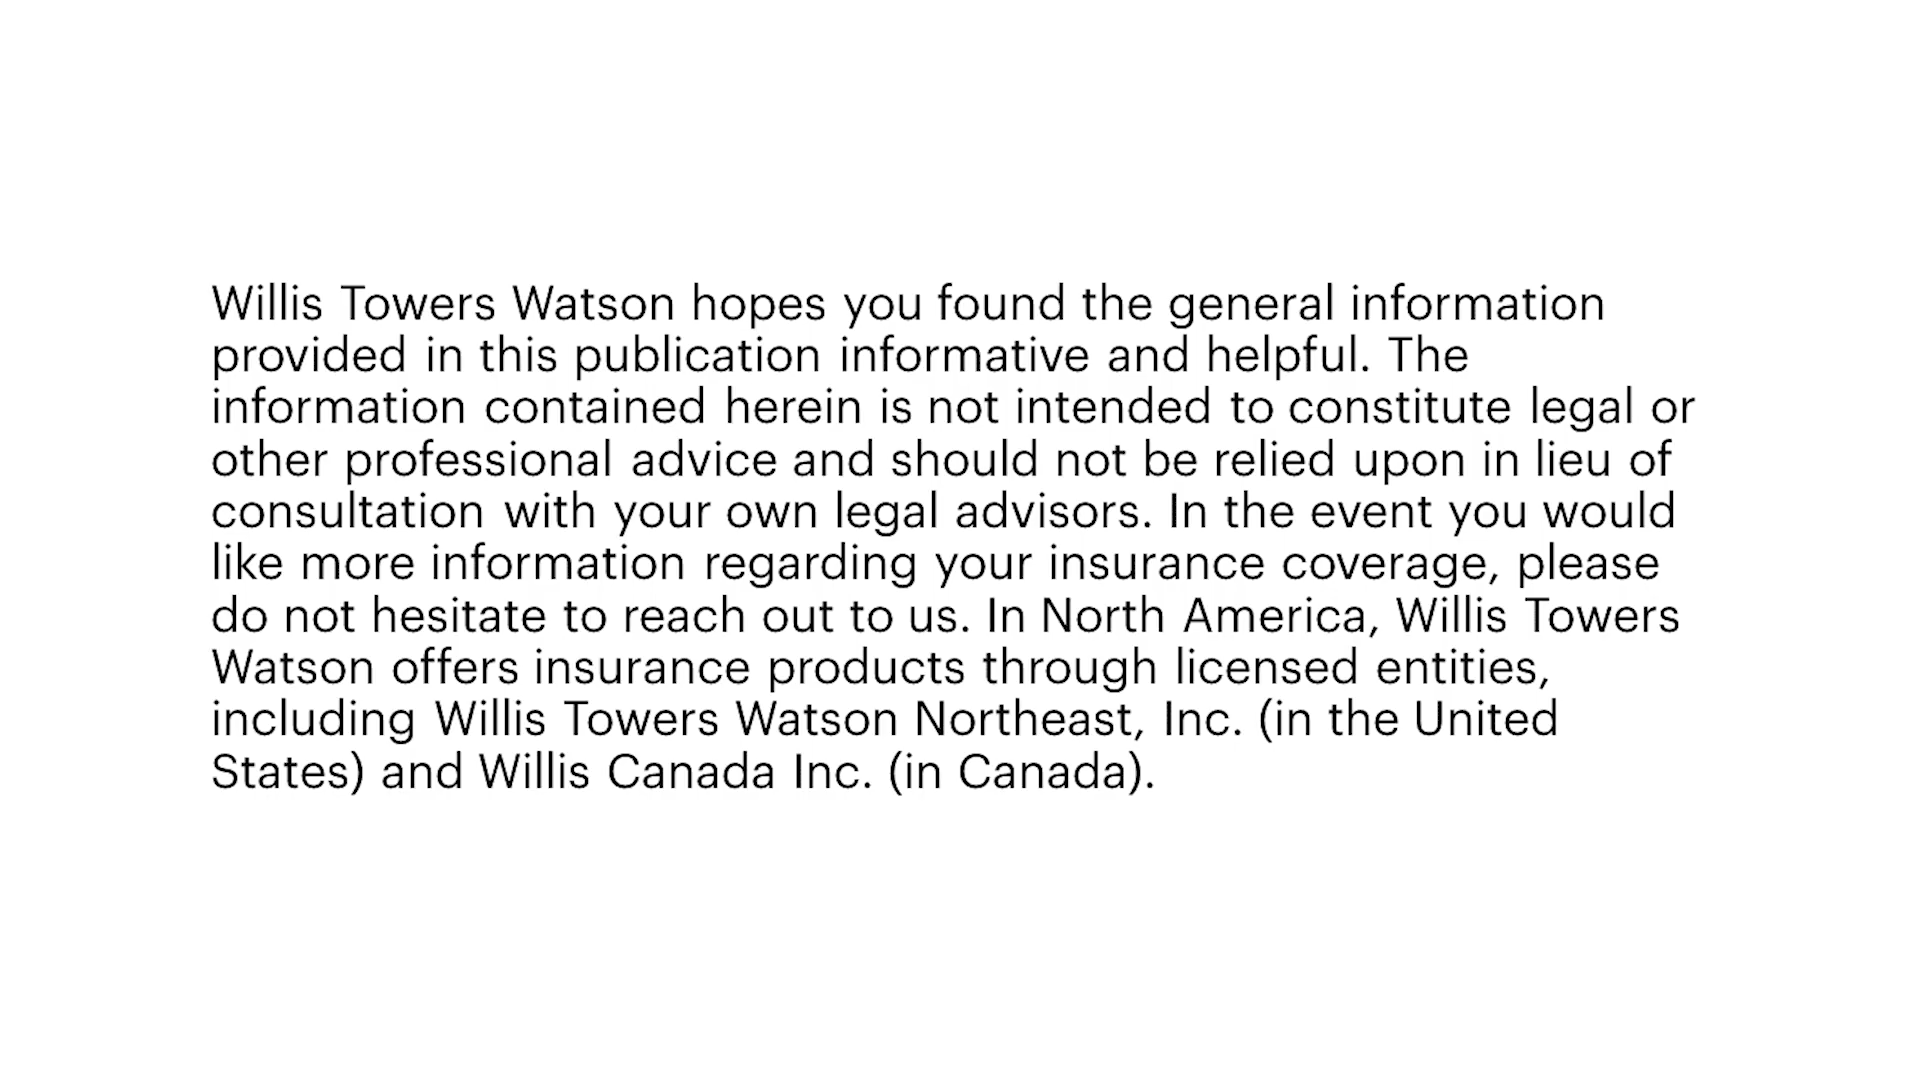 Willis Towers Watson hopes you found the general information
provided in this publication informative and helpful. The
information contained herein is not intended to constitute legal or
other professional advice and should not be relied upon in lieu of
consultation with your own legal advisors. In the event you would
like more information regarding your insurance coverage, please
do not hesitate to reach out to us. In North America, Willis Towers
Watson offers insurance products through licensed entities,
including Willis Towers Watson Northeast, Inc. (in the United
States) and Willis Canada Inc. (in Canada).